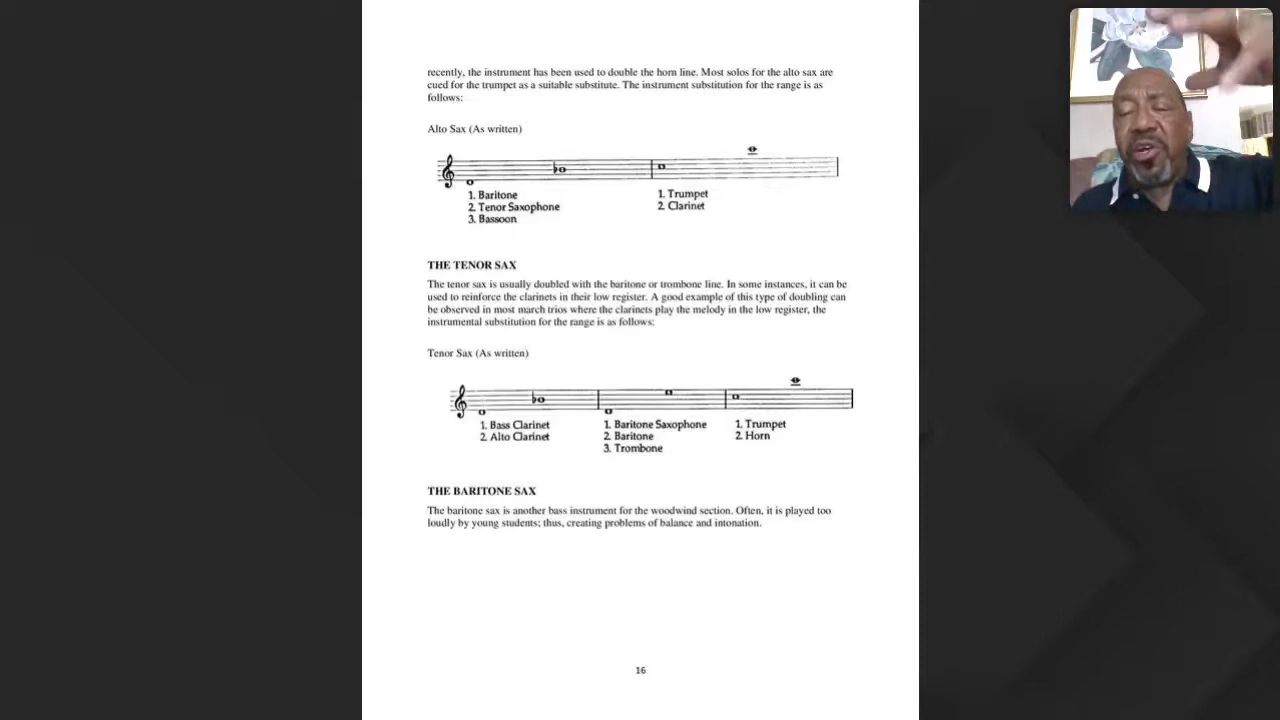 recently, the instrument has been used to double the horn line. Most solos for the alto sax are
cued for the trumpet as a suitable substitute. The instrument substitution for the range is as
follows:
Alto Sax (As written)
1. Baritone
2. Tenor Saxophone
3. Bassoon
1. Trumpet
2. Clarinet
THE TENOR SAX
The tenor sax is usually doubled with the baritone or trombone line. In some instances, it can be
used to reinforce the clarinets in their low register. A good example of this type of doubling can
be observed in most march trios where the clarinets play the melody in the low register, the
instrumental substitution for the range is as follows:
Tenor Sax (As written)
1. Bass Clarinet
2. Alto Clarinet
1. Baritone Saxophone
2. Baritone
3. Trombone
1. Trumpet
2. Horn
THE BARITONE SAX
The baritone sax is another bass instrument for the woodwind section. Often, it is played too
loudly by young students; thus, creating problems of balance and intonation.
16